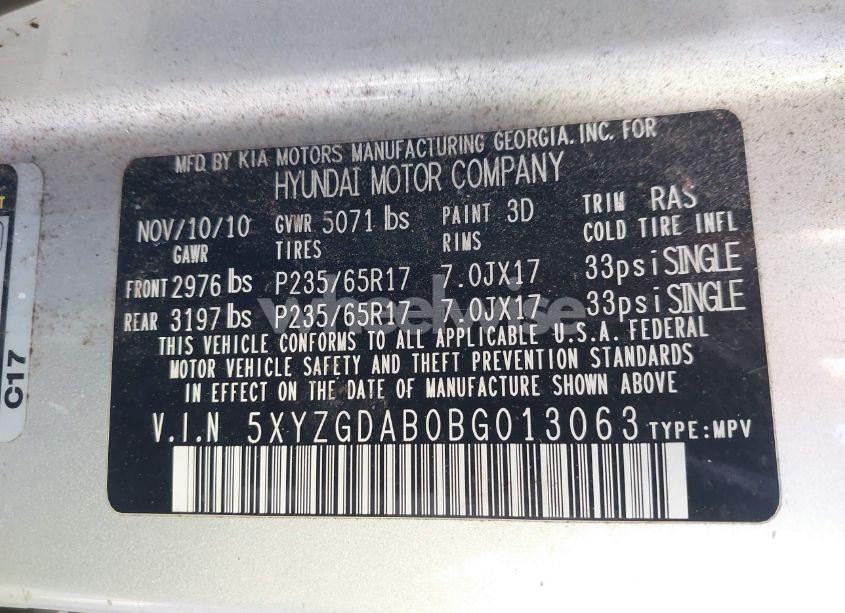 MFD BY KIA MOTORS MANUFACTURING GEORGIA. INC. FOR
HYUNDAI MOTOR COMPANY
NOV/10/10 GVWR 5071 lbs PAINT 3D TRIM RAS
GAWR TIRES RIMS COLD TIRE INFL
FRONT 2976 lbs P235/65R17 7.0JX17 33psi SINGLE
REAR 3197 lbs P235/65R17 7.0JX17 33psi SINGLE
THIS VEHICLE CONFORMS TO ALL APPLICABLE U.S.A. FEDERAL
MOTOR VEHICLE SAFETY AND THEFT PREVENTION STANDARDS
IN EFFECT ON THE DATE OF MANUFACTURE SHOWN ABOVE
V.I.N 5XYZGDAB0BG013063 TYPE:MPV
C17